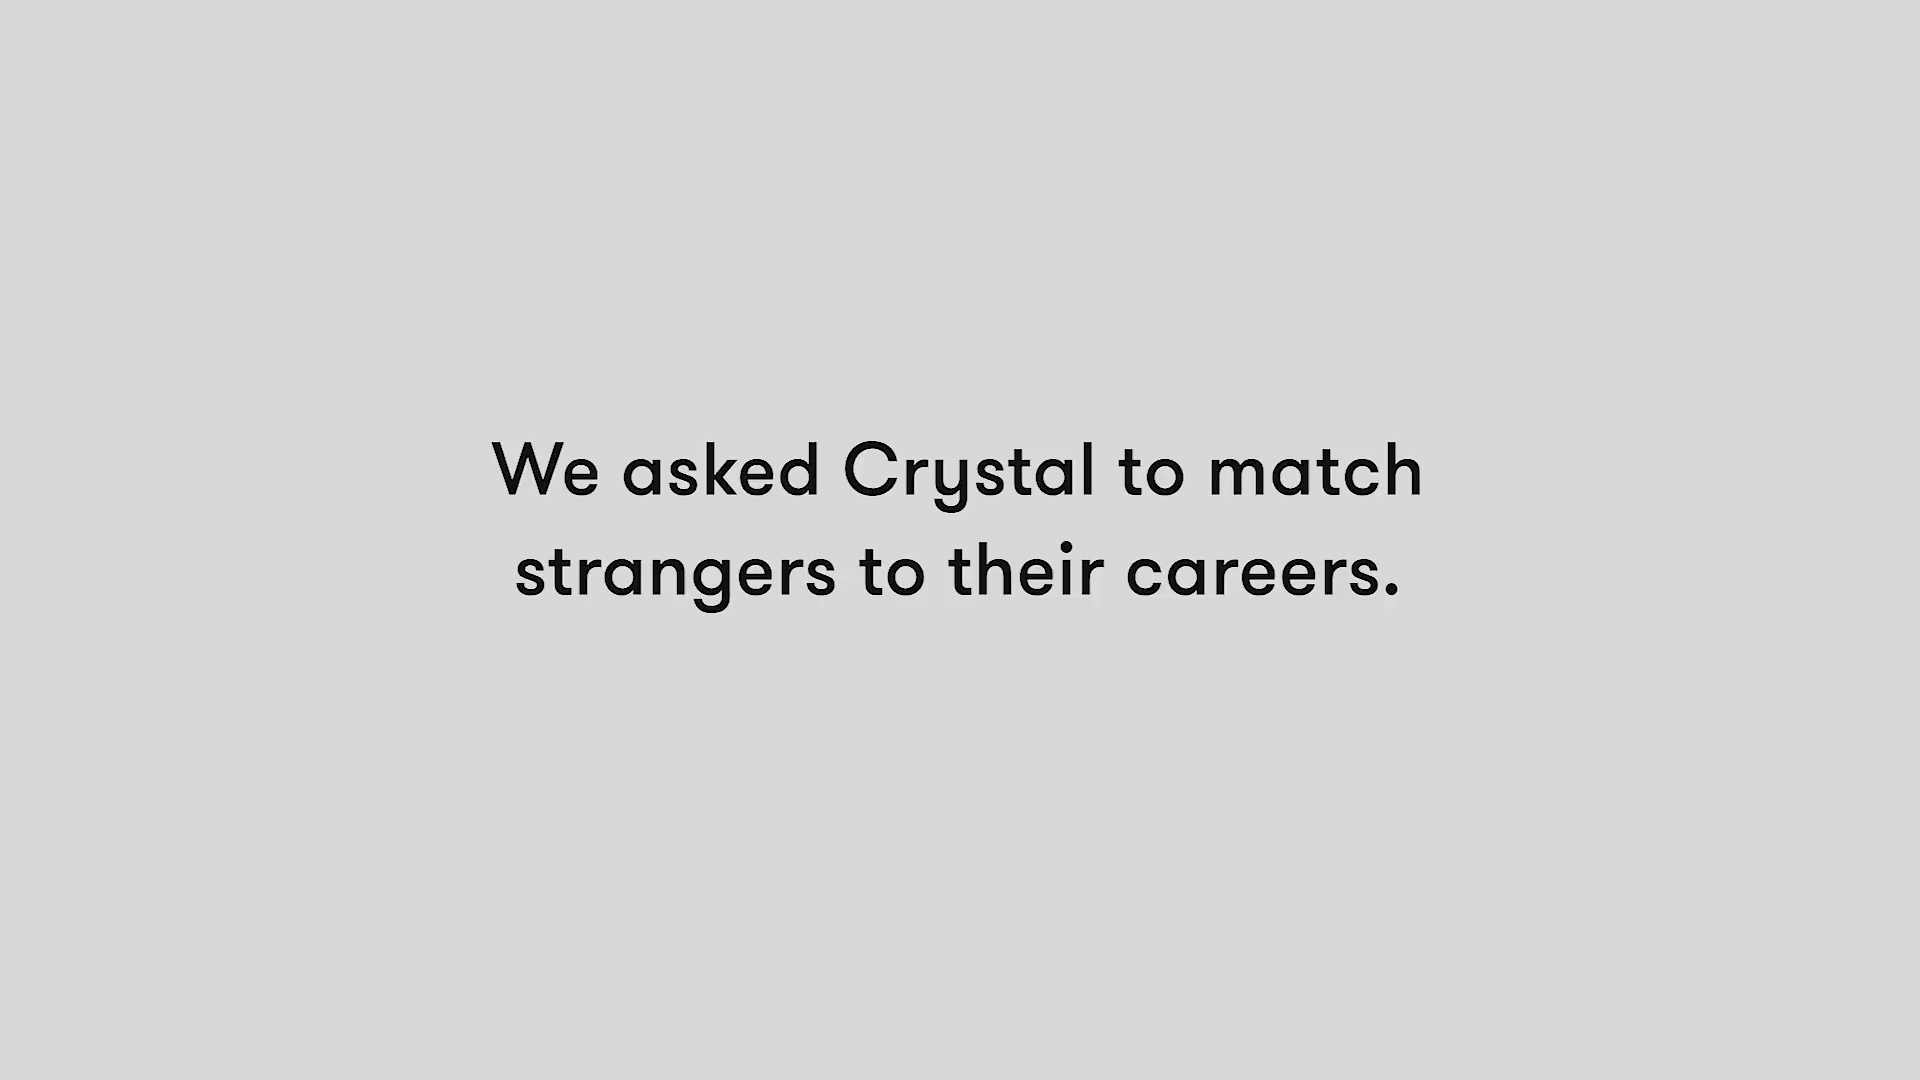 We asked Crystal to match
strangers to their careers.